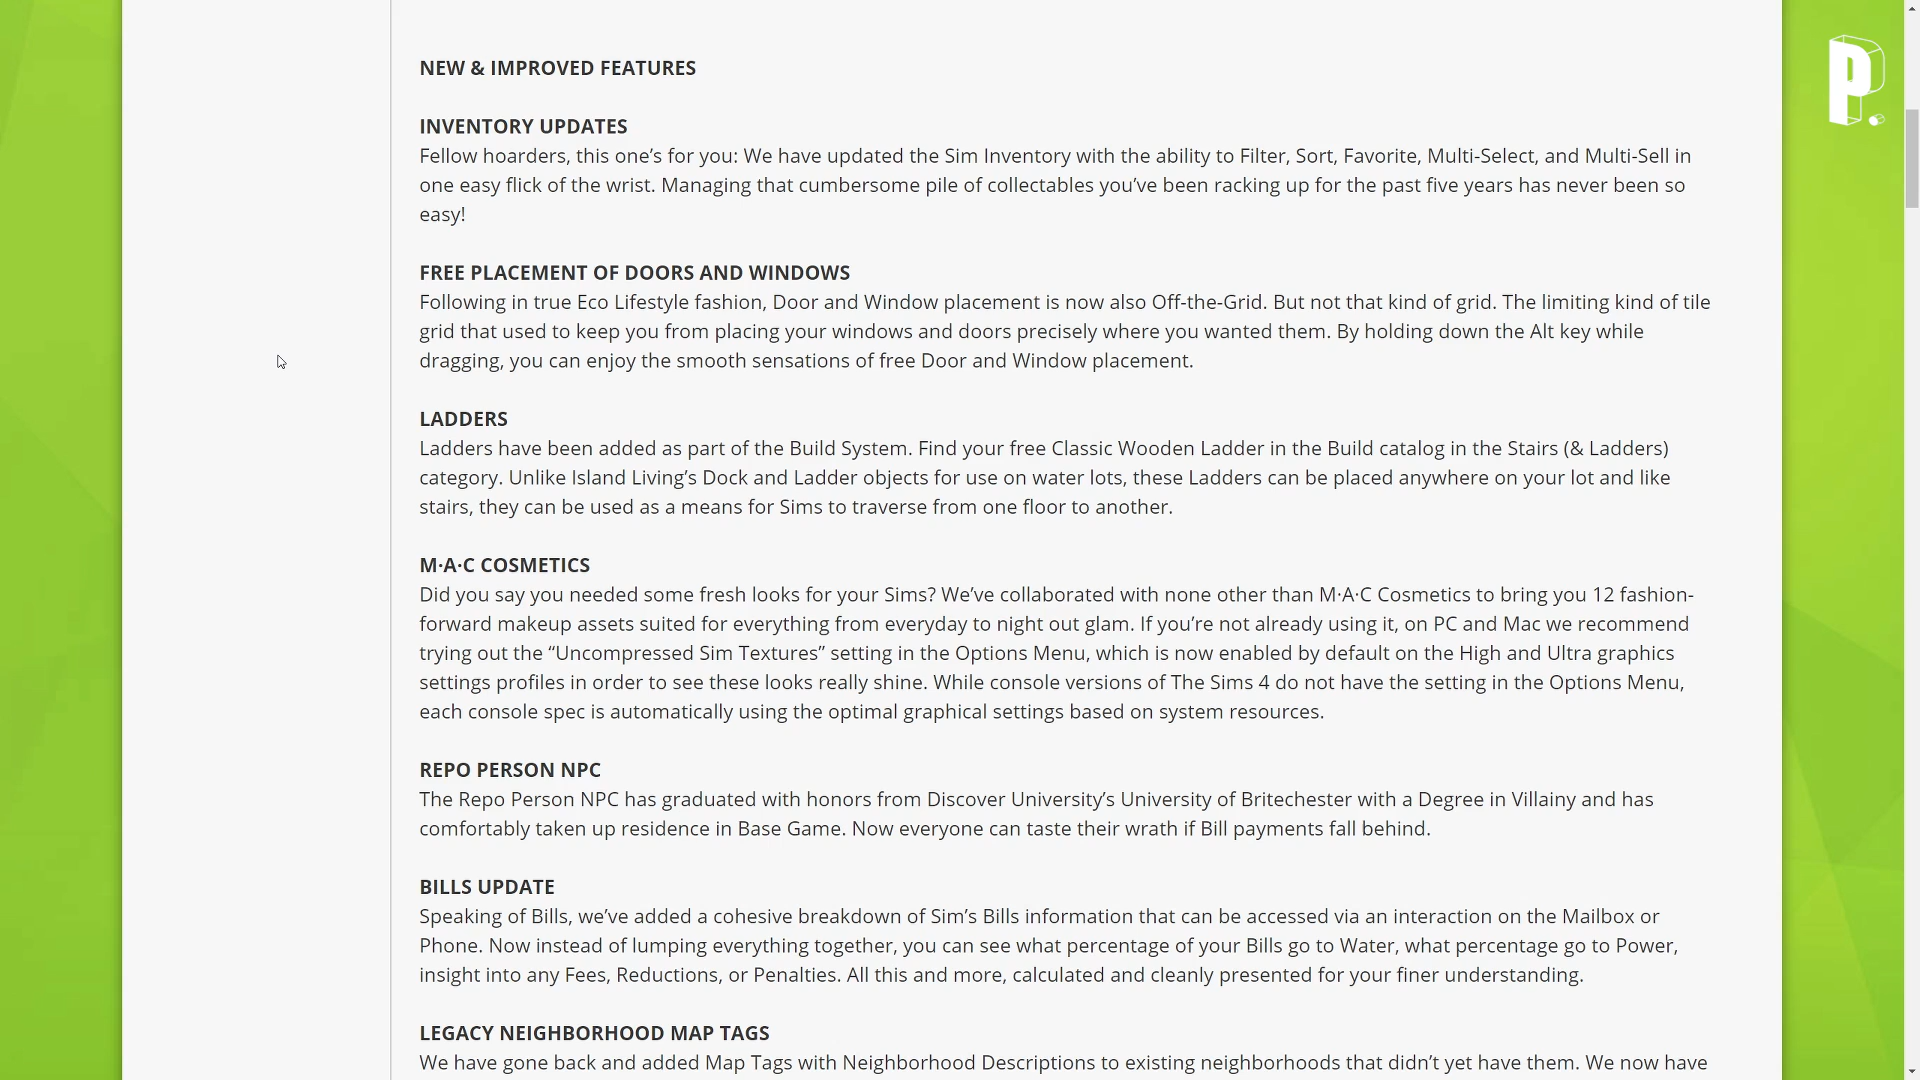 NEW & IMPROVED FEATURES
INVENTORY UPDATES
Fellow hoarders, this one’s for you: We have updated the Sim Inventory with the ability to Filter, Sort, Favorite, Multi-Select, and Multi-Sell in
one easy flick of the wrist. Managing that cumbersome pile of collectables you’ve been racking up for the past five years has never been so
easy!
FREE PLACEMENT OF DOORS AND WINDOWS
Following in true Eco Lifestyle fashion, Door and Window placement is now also Off-the-Grid. But not that kind of grid. The limiting kind of tile
grid that used to keep you from placing your windows and doors precisely where you wanted them. By holding down the Alt key while
dragging, you can enjoy the smooth sensations of free Door and Window placement.
LADDERS
Ladders have been added as part of the Build System. Find your free Classic Wooden Ladder in the Build catalog in the Stairs (& Ladders)
category. Unlike Island Living’s Dock and Ladder objects for use on water lots, these Ladders can be placed anywhere on your lot and like
stairs, they can be used as a means for Sims to traverse from one floor to another.
M·A·C COSMETICS
Did you say you needed some fresh looks for your Sims? We’ve collaborated with none other than M·A·C Cosmetics to bring you 12 fashion-
forward makeup assets suited for everything from everyday to night out glam. If you’re not already using it, on PC and Mac we recommend
trying out the “Uncompressed Sim Textures” setting in the Options Menu, which is now enabled by default on the High and Ultra graphics
settings profiles in order to see these looks really shine. While console versions of The Sims 4 do not have the setting in the Options Menu,
each console spec is automatically using the optimal graphical settings based on system resources.
REPO PERSON NPC
The Repo Person NPC has graduated with honors from Discover University’s University of Britechester with a Degree in Villainy and has
comfortably taken up residence in Base Game. Now everyone can taste their wrath if Bill payments fall behind.
BILLS UPDATE
Speaking of Bills, we’ve added a cohesive breakdown of Sim’s Bills information that can be accessed via an interaction on the Mailbox or
Phone. Now instead of lumping everything together, you can see what percentage of your Bills go to Water, what percentage go to Power,
insight into any Fees, Reductions, or Penalties. All this and more, calculated and cleanly presented for your finer understanding.
LEGACY NEIGHBORHOOD MAP TAGS
We have gone back and added Map Tags with Neighborhood Descriptions to existing neighborhoods that didn’t yet have them. We now have
P.